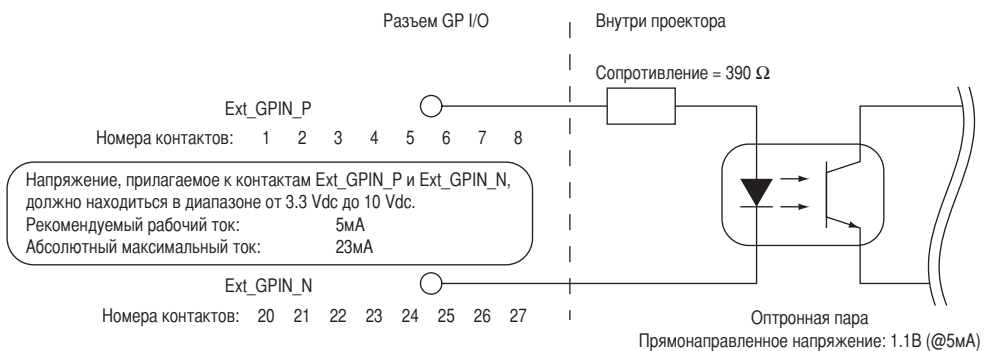 Разъем GP I/O
Внутри проектора
Сопротивление = 390 Ω
Ext_GPIN_P
Номера контактов: 1 2 3 4 5 6 7 8
Напряжение, прилагаемое к контактам Ext_GPIN_P и Ext_GPIN_N,
должно находиться в диапазоне от 3.3 Vdc до 10 Vdc.
Рекомендуемый рабочий ток: 5мА
Абсолютный максимальный ток: 23мА
Ext_GPIN_N
Номера контактов: 20 21 22 23 24 25 26 27
Оптронная пара
Прямонаправленное напряжение: 1.1В (@5мА)